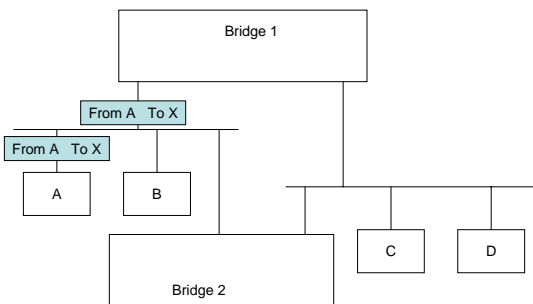 Bridge 1
From A To X
From A To X
A
B
C
D
Bridge 2